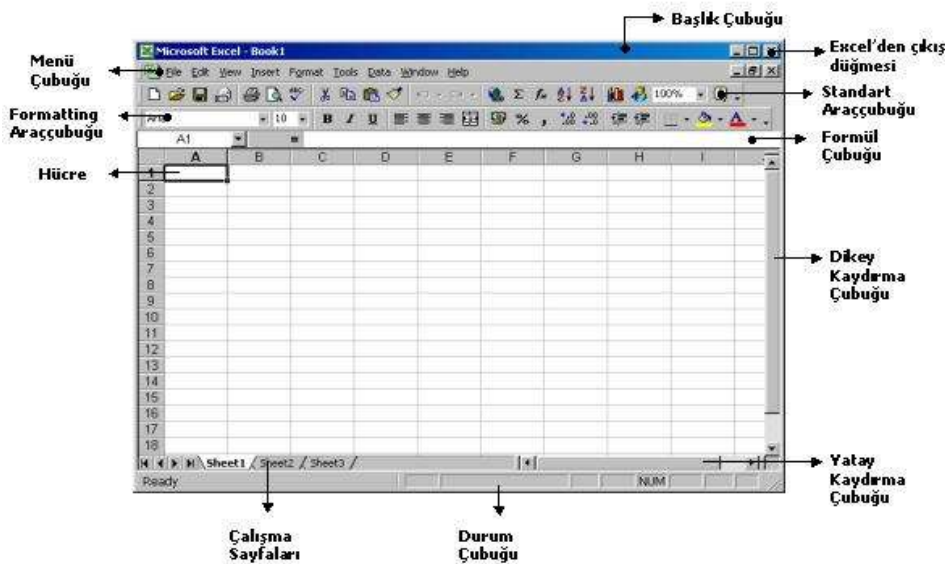 Başlık Çubuğu
Microsoft Excel - Book1
Excel'den çıkış
düğmesi
Menü
Çubuğu
File Edit View Insert Format Tools Data Window Help
100%
Standart
Araççubuğu
Formatting
Araççubuğu
10 B I U % ,
A1 =
Formül
Çubuğu
A B C D E F G H I
Hücre
1
2
3
4
5
6
7
8
9
10
11
12
13
14
15
16
17
18
Dikey
Kaydırma
Çubuğu
Sheet1 Sheet2 Sheet3
Ready NUM
Yatay
Kaydırma
Çubuğu
Çalışma
Sayfaları
Durum
Çubuğu